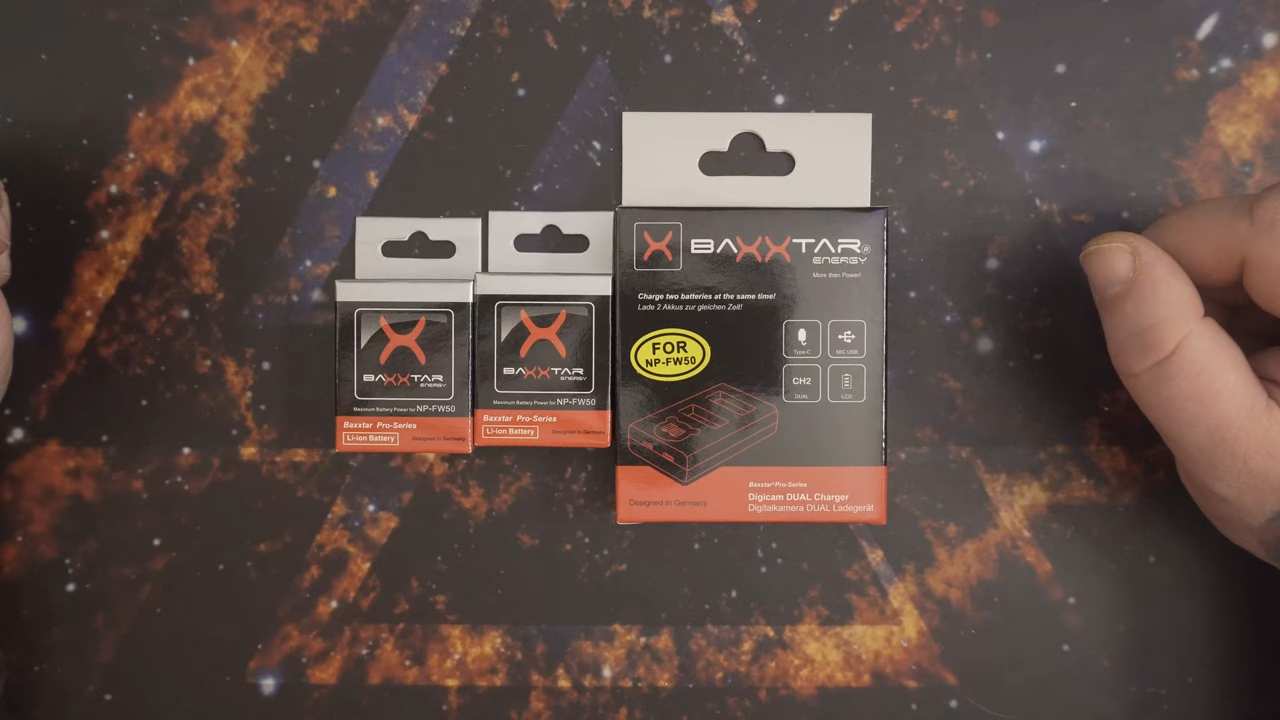 BAXXTAR
ENERGY
Maximum Battery Power for NP-FW50
Baxxtar Pro-Series
Li-ion Battery
Designed in Germany
BAXXTAR
ENERGY
Maximum Battery Power for NP-FW50
Baxxtar Pro-Series
Li-ion Battery
Designed in Germany
BAXXTAR®
ENERGY
More than Power!
Charge two batteries at the same time!
Lade 2 Akkus zur gleichen Zeit!
FOR
NP-FW50
Type-C
MIC USB
CH2
DUAL
LCD
Baxxtar® Pro-Series
Designed in Germany
Digicam DUAL Charger
Digitalkamera DUAL Ladegerät